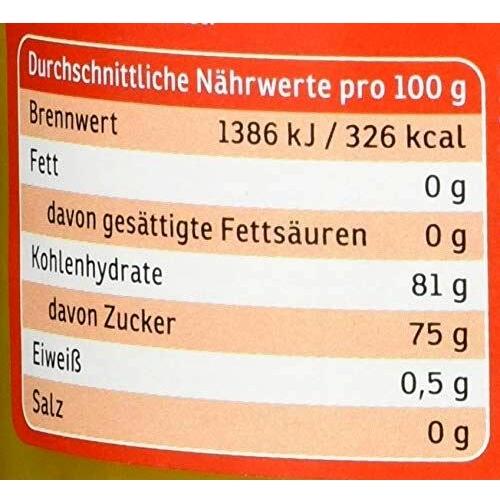 Durchschnittliche Nährwerte pro 100 g
Brennwert 1386 kJ / 326 kcal
Fett 0 g
davon gesättigte Fettsäuren 0 g
Kohlenhydrate 81 g
davon Zucker 75 g
Eiweiß 0,5 g
Salz 0 g